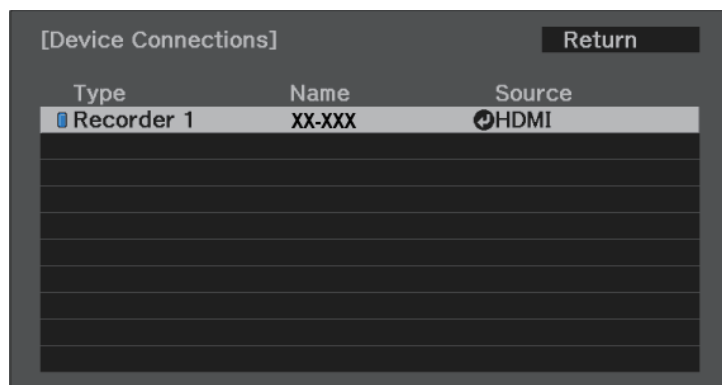 [Device Connections] Return
Type Name Source
Recorder 1 XX-XXX HDMI